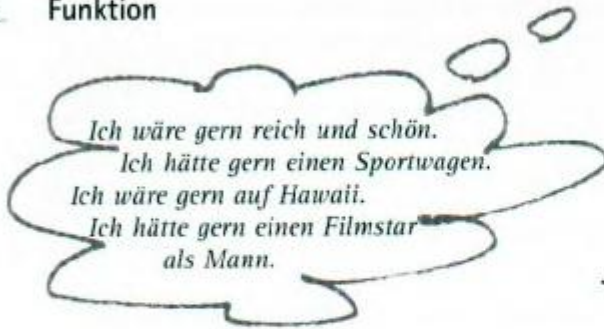 Funktion
Ich wäre gern reich und schön.
Ich hätte gern einen Sportwagen.
Ich wäre gern auf Hawaii.
Ich hätte gern einen Filmstar
als Mann.